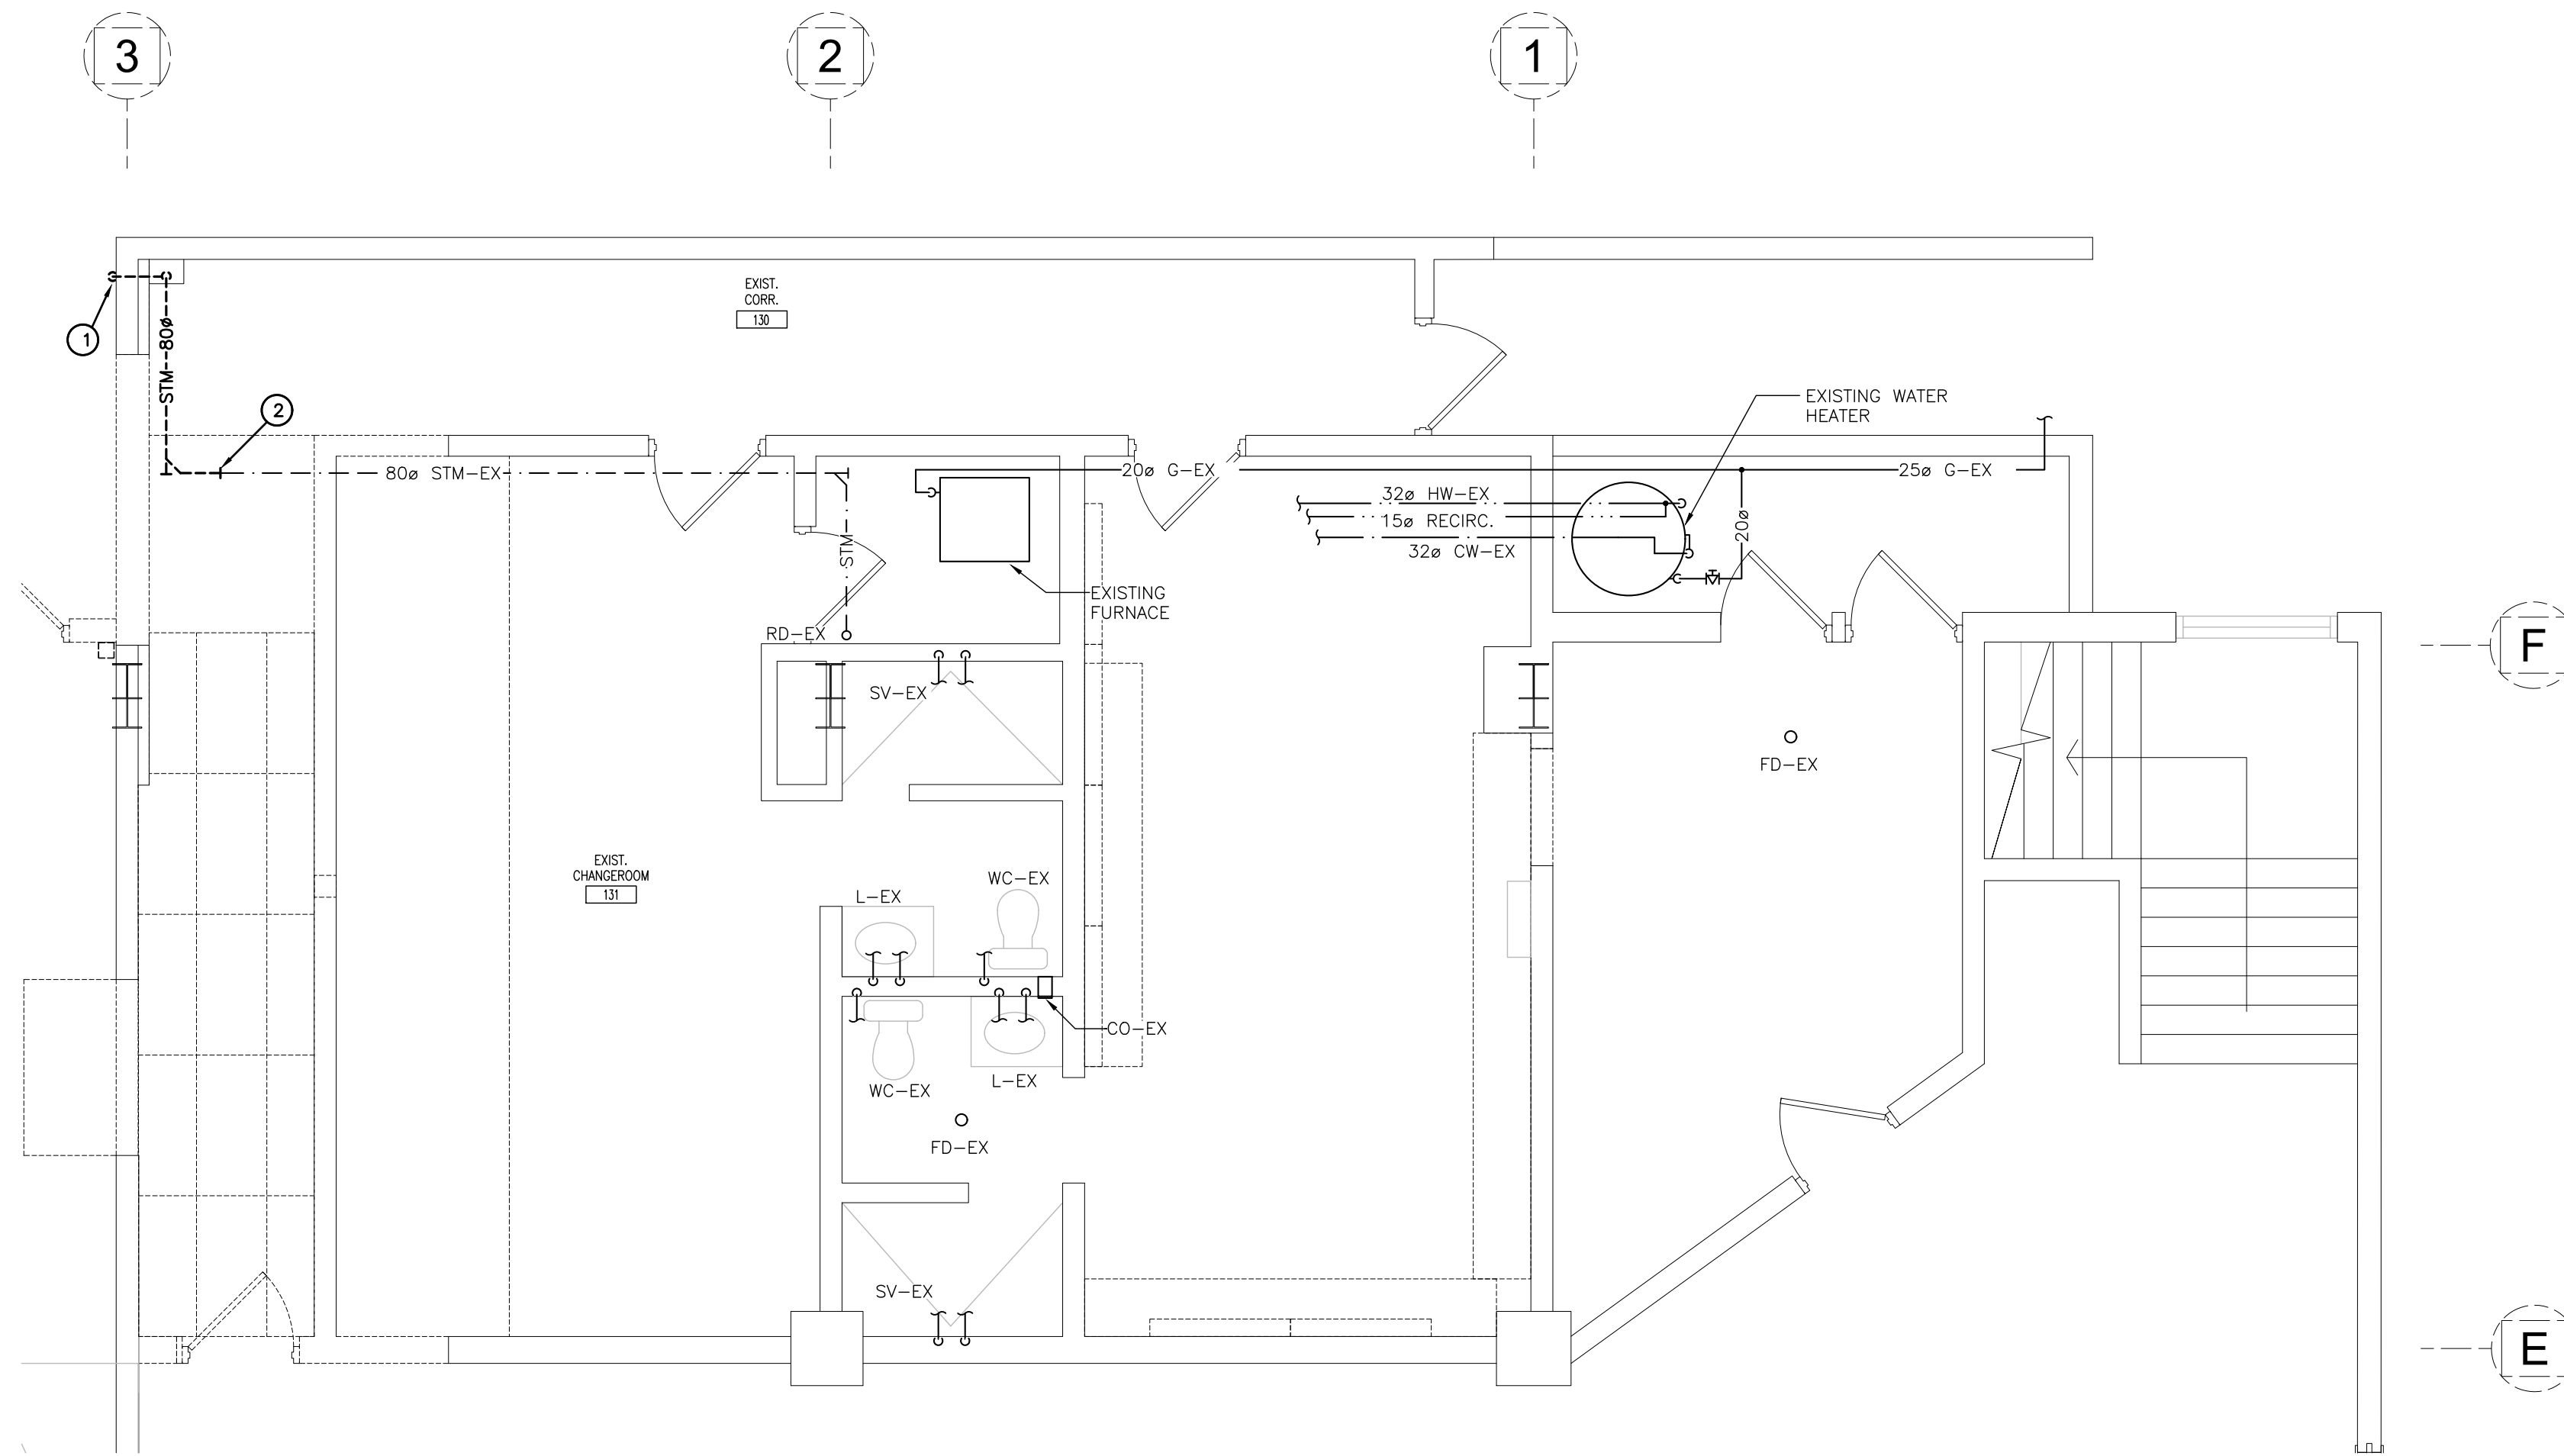 3
2
1
EXIST.
CORR.
130
1
STM-80ø
2
80ø STM-EX
20ø G-EX
25ø G-EX
EXISTING WATER
HEATER
32ø HW-EX
15ø RECIRC.
32ø CW-EX
20ø
STM
EXISTING
FURNACE
RD-EX
F
SV-EX
FD-EX
EXIST.
CHANGEROOM
131
L-EX
WC-EX
CO-EX
WC-EX
L-EX
FD-EX
SV-EX
E